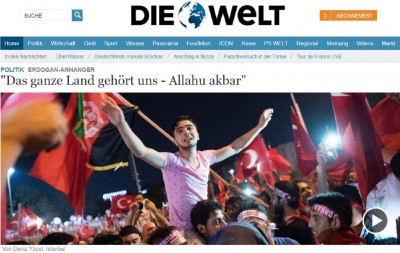 SUCHE
DIE WELT
ABONNEMENT
Home Politik Wirtschaft Geld Sport Wissen Panorama Feuilleton ICON Reise PS WELT Regional Meinung Videos
In den Nachrichten Überwasser Deutschlands marode Brücken Anschlag in Nizza Putschversuch in der Türkei Tour de France LIVE
POLITIK ERDOGAN-ANHÄNGER
"Das ganze Land gehört uns - Allahu akbar"
Von Deniz Yücel, Istanbul